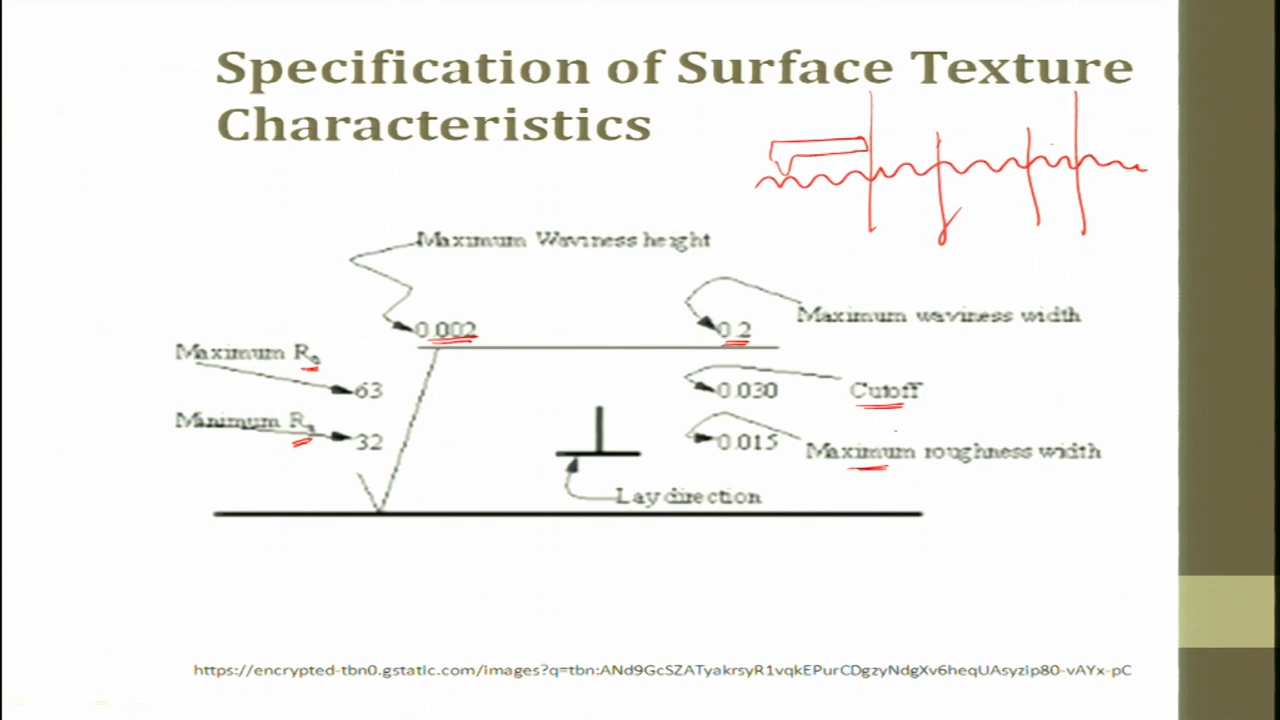 Specification of Surface Texture
Characteristics
Maximum Waviness height
0.002
0.2
Maximum waviness width
Maximum Ra
63
0.030
Cutoff
Minimum Ra
32
0.015
Maximum roughness width
Lay direction
https://encrypted-tbn0.gstatic.com/images?q=tbn:ANd9GcSZATyakrsyR1vqkEPurCDgzyNdgXv6heqUAsyzip80-vAYx-pC